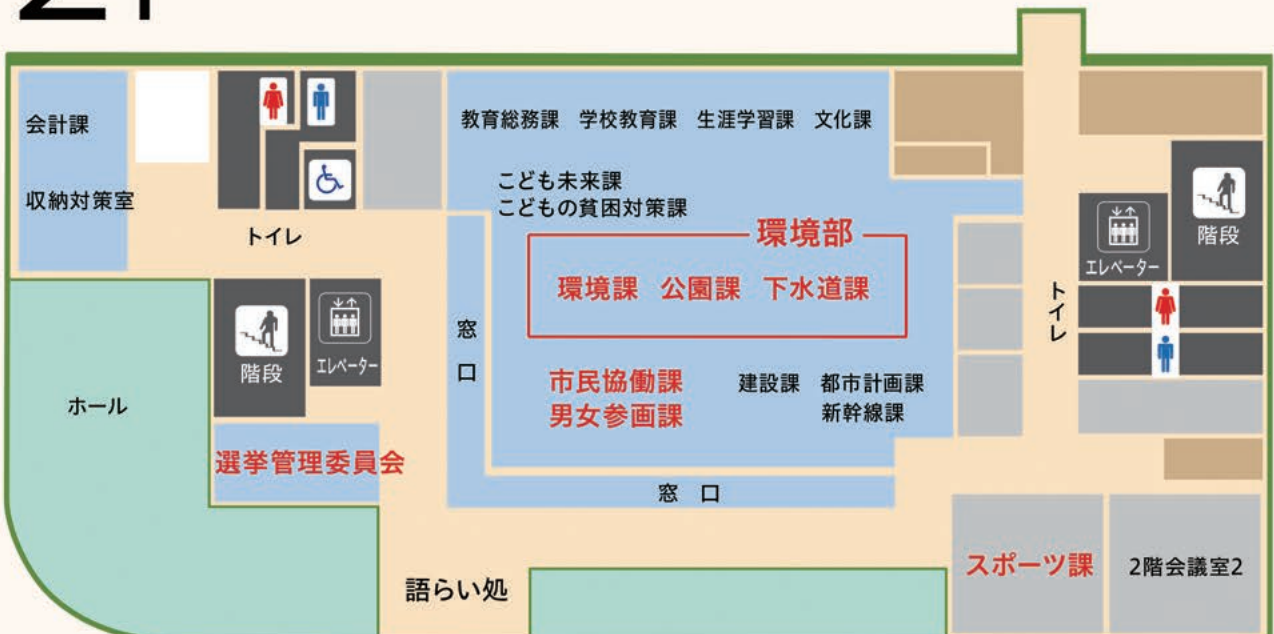 会計課
収納対策室
トイレ
教育総務課 学校教育課 生涯学習課 文化課
こども未来課
こどもの貧困対策課
環境部
環境課 公園課 下水道課
窓口
市民協働課
男女参画課
建設課 都市計画課
新幹線課
窓口
階段
エレベーター
ホール
選挙管理委員会
語らい処
エレベーター
階段
トイレ
スポーツ課
2階会議室2